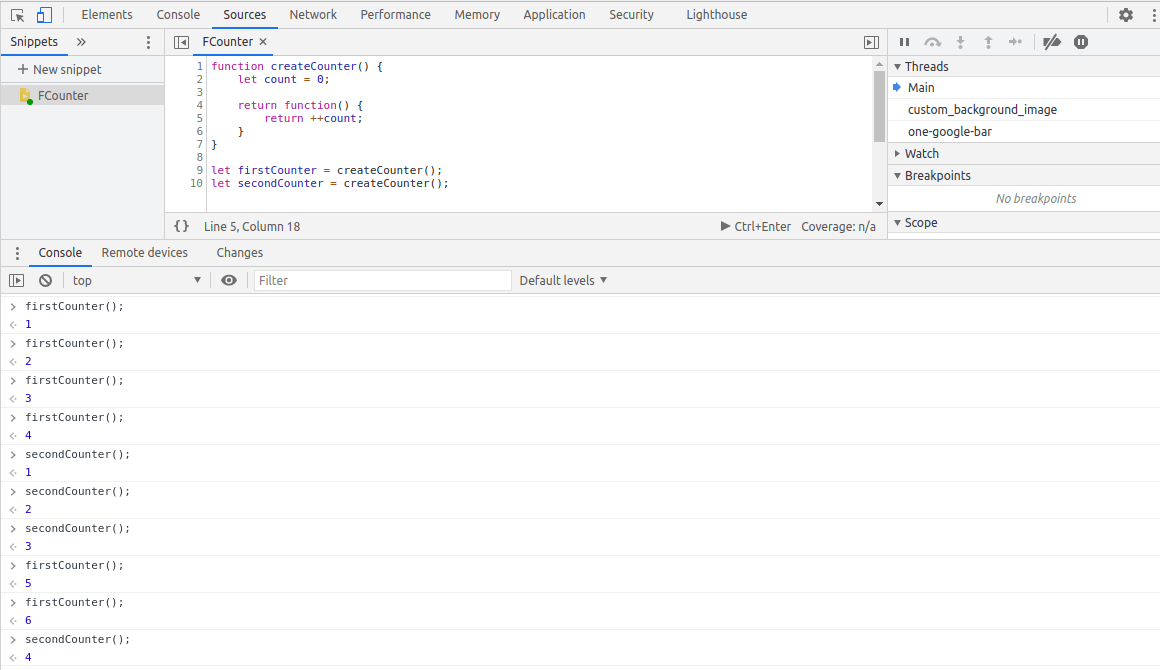 Elements Console Sources Network Performance Memory Application Security Lighthouse
Snippets » FCounter ×
+ New snippet
FCounter
1 function createCounter() {
2     let count = 0;
3
4     return function() {
5         return ++count;
6     }
7 }
8
9 let firstCounter = createCounter();
10 let secondCounter = createCounter();
{} Line 5, Column 18 Ctrl+Enter Coverage: n/a
Threads
Main
custom_background_image
one-google-bar
Watch
Breakpoints
No breakpoints
Scope
Console Remote devices Changes
top Filter Default levels
> firstCounter();
1
> firstCounter();
2
> firstCounter();
3
> firstCounter();
4
> secondCounter();
1
> secondCounter();
2
> secondCounter();
3
> firstCounter();
5
> firstCounter();
6
> secondCounter();
4